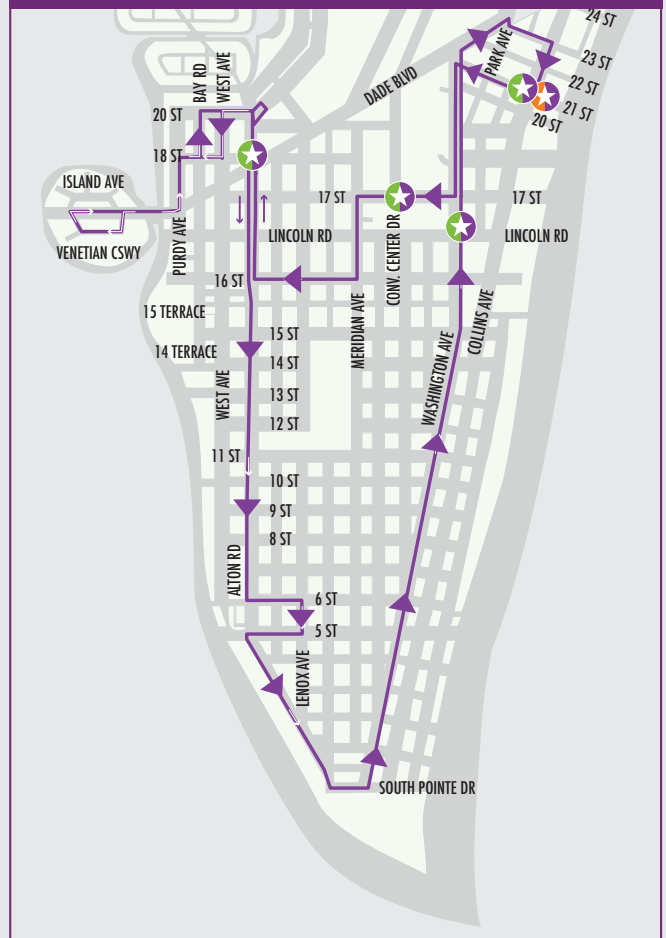 24 ST
PARK AVE
23 ST
22 ST
21 ST
20 ST
DADE BLVD
BAY RD
WEST AVE
20 ST
18 ST
ISLAND AVE
VENETIAN CSWY
PURDY AVE
17 ST
17 ST
LINCOLN RD
LINCOLN RD
CONV. CENTER DR
16 ST
15 TERRACE
14 TERRACE
MERIDIAN AVE
COLLINS AVE
WASHINGTON AVE
15 ST
14 ST
WEST AVE
13 ST
12 ST
11 ST
10 ST
9 ST
8 ST
ALTON RD
6 ST
5 ST
LENOX AVE
SOUTH POINTE DR